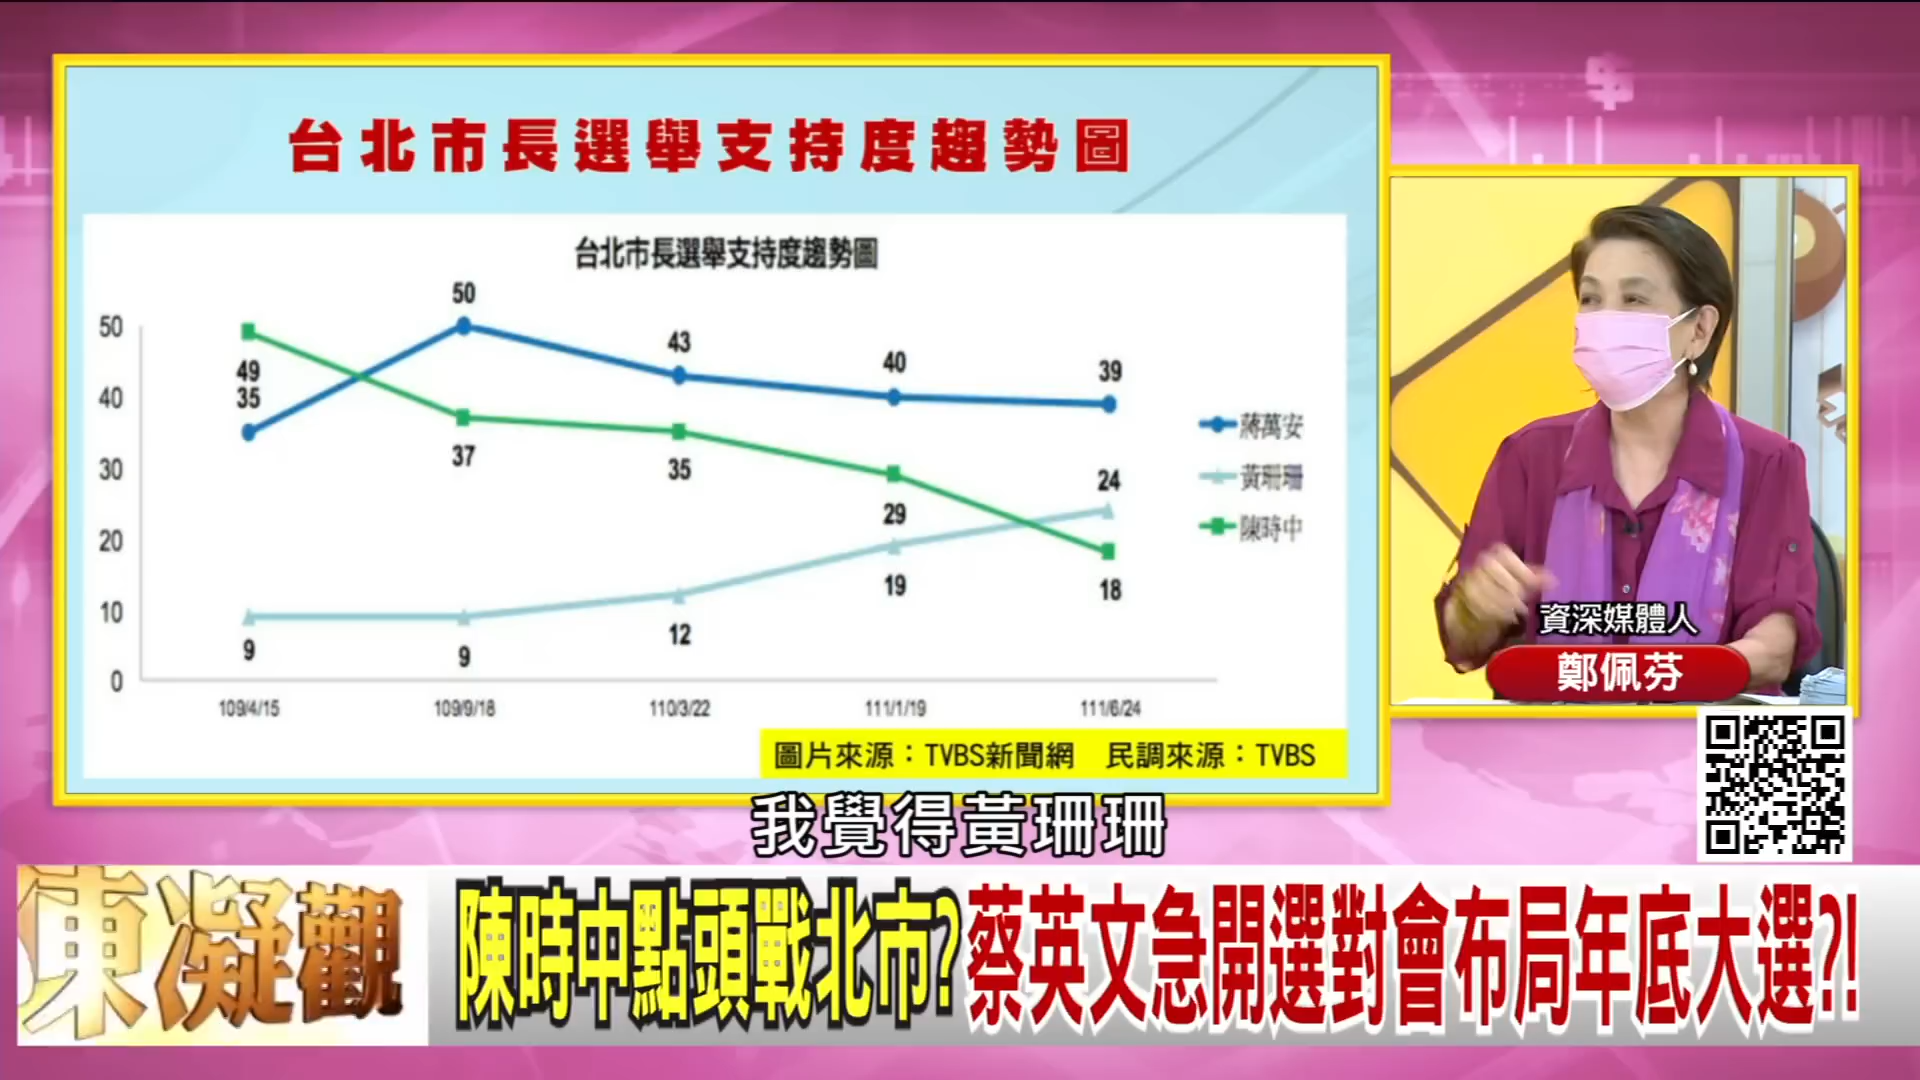 台北市長選舉支持度趨勢圖
台北市長選舉支持度趨勢圖
50
40
30
20
10
0
49
35
9
50
37
9
43
35
12
40
29
19
39
24
18
109/4/15
109/9/18
110/3/22
111/1/19
111/6/24
蔣萬安
黃珊珊
陳時中
圖片來源：TVBS新聞網 民調來源：TVBS
資深媒體人
鄭佩芬
我覺得黃珊珊
陳凝觀
陳時中點頭戰北市?蔡英文急開選對會布局年底大選?!